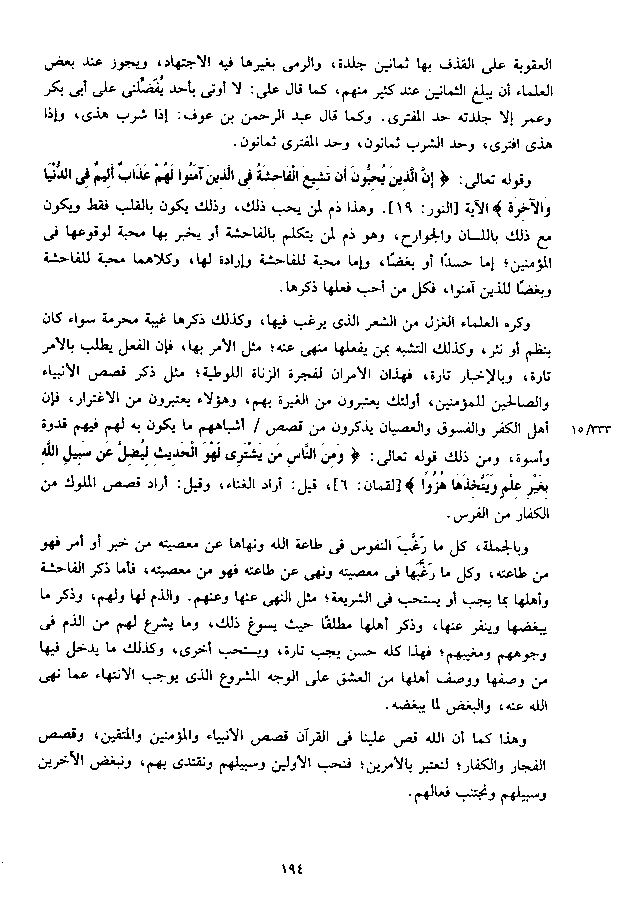 العقوبة على القذف بها ثمانين جلدة، والرمى بغيرها فيه الاجتهاد، ويجوز عند بعض
العلماء أن يبلغ الثمانين عند كثير منهم، كما قال على: لا أوتى بأحد يُفَضِّلنى على أبى بكر
وعمر إلا جلدته حد المفترى. وكما قال عبد الرحمن بن عوف: إذا شرب هذى، وإذا
هذى افترى، وحد الشرب ثمانون، وحد المفترى ثمانون.
وقوله تعالى: ﴿ إِنَّ الَّذِينَ يُحِبُّونَ أَن تَشِيعَ الْفَاحِشَةُ فِى الَّذِينَ آمَنُوا لَهُمْ عَذَابٌ أَلِيمٌ فِى الدُّنْيَا
وَالآخِرَةِ ﴾ الآية [النور: ١٩]. وهذا ذم لمن يحب ذلك، وذلك يكون بالقلب فقط ويكون
مع ذلك باللسان والجوارح، وهو ذم لمن يتكلم بالفاحشة أو يخبر بها محبة لوقوعها فى
المؤمنين؛ إما حسدًا أو بغضًا، وإما محبة للفاحشة وإرادة لها، وكلاهما محبة للفاحشة
وبغضًا للذين آمنوا، فكل من أحب فعلها ذكرها.
وكره العلماء الغزل من الشعر الذى يرغب فيها، وكذلك ذكرها غيبة محرمة سواء كان
بنظم أو نثر، وكذلك التشبه بمن يفعلها منهى عنه؛ مثل الأمر بها، فإن الفعل يطلب بالأمر
تارة، وبالإخبار تارة، فهذان الأمران لفجرة الزناة اللوطية؛ مثل ذكر قصص الأنبياء
والصالحين للمؤمنين، أولئك يعتبرون من الغيرة بهم، وهؤلاء يعتبرون من الاغترار، فإن
أهل الكفر والفسوق والعصيان يذكرون من قصص / أشباههم ما يكون به لهم فيهم قدوة ١٥/٣٣٣
وأسوة، ومن ذلك قوله تعالى: ﴿ وَمِنَ النَّاسِ مَن يَشْتَرِى لَهْوَ الْحَدِيثِ لِيُضِلَّ عَن سَبِيلِ اللَّهِ
بِغَيْرِ عِلْمٍ وَيَتَّخِذَهَا هُزُوًا ﴾ [لقمان: ٦]، قيل: أراد الغناء، وقيل: أراد قصص الملوك من
الكفار من الفرس.
وبالجملة، كل ما رَغَّبَ النفوس فى طاعة الله ونهاها عن معصيته من خبر أو أمر فهو
من طاعته، وكل ما رَغَّبها فى معصيته ونهى عن طاعته فهو من معصيته، فأما ذكر الفاحشة
وأهلها بما يجب أو يستحب فى الشريعة؛ مثل النهى عنها وعنهم. والذم لها ولهم، وذكر ما
يبغضها وينفر عنها، وذكر أهلها مطلقًا حيث يسوغ ذلك، وما يشرع لهم من الذم فى
وجوههم ومغيبهم؛ فهذا كله حسن يجب تارة، ويستحب أخرى، وكذلك ما يدخل فيها
من وصفها ووصف أهلها من العشق على الوجه المشروع الذى يوجب الانتهاء عما نهى
الله عنه، والبغض لما يبغضه.
وهذا كما أن الله قص علينا فى القرآن قصص الأنبياء والمؤمنين والمتقين، وقصص
الفجار والكفار؛ لنعتبر بالأمرين؛ فنحب الأولين وسبيلهم ونقتدى بهم، ونبغض الآخرين
وسبيلهم ونجتنب فعالهم.
١٩٤